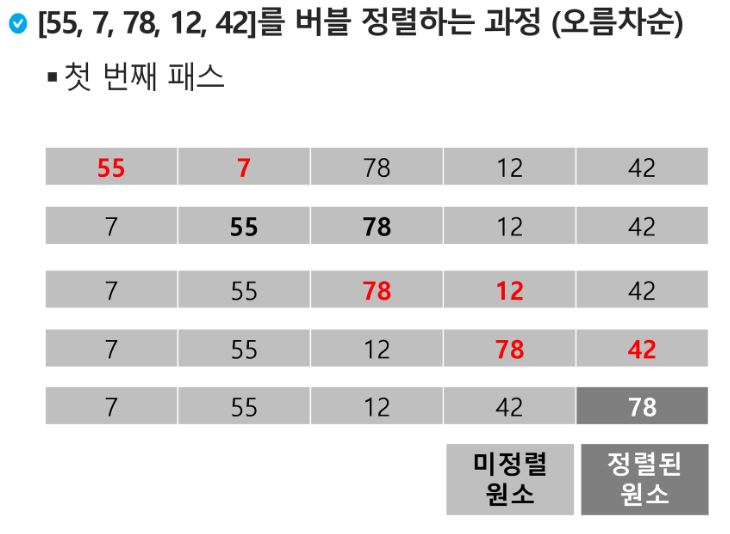 [55, 7, 78, 12, 42]를 버블 정렬하는 과정 (오름차순)
▪첫 번째 패스
55 7 78 12 42
7 55 78 12 42
7 55 78 12 42
7 55 12 78 42
7 55 12 42 78
미정렬 정렬된
원소 원소